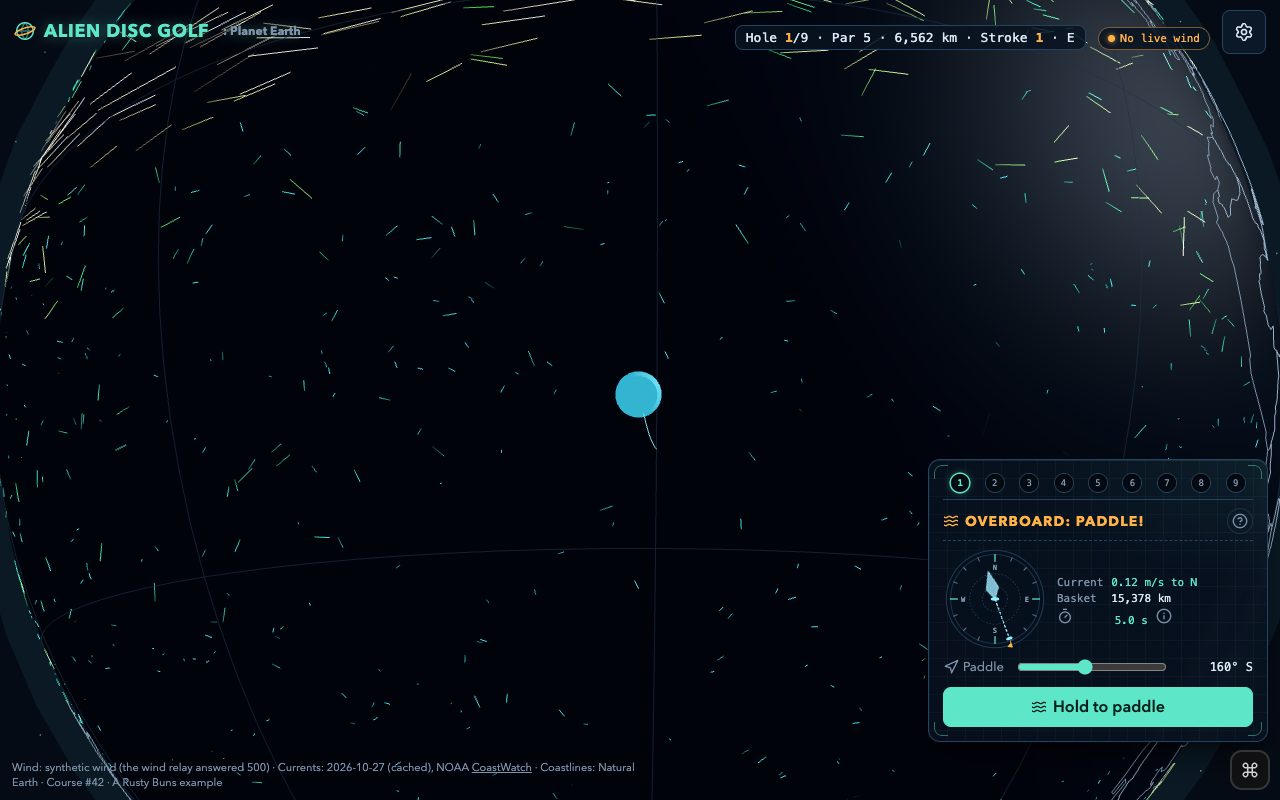 ALIEN DISC GOLF : Planet Earth
Hole 1/9 · Par 5 · 6,562 km · Stroke 1 · E
No live wind
1 2 3 4 5 6 7 8 9
OVERBOARD: PADDLE!
?
N
W E
S
Current 0.12 m/s to N
Basket 15,378 km
5.0 s
Paddle 160° S
Hold to paddle
Wind: synthetic wind (the wind relay answered 500) · Currents: 2026-10-27 (cached), NOAA CoastWatch · Coastlines: Natural
Earth · Course #42 · A Rusty Buns example
⌘